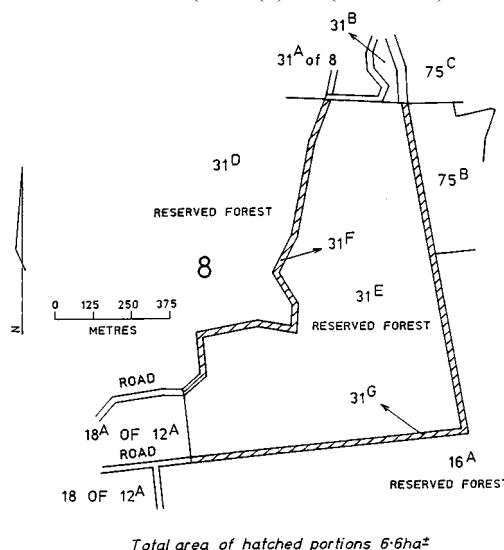 31B
31A of 8
75C
31D
75B
RESERVED FOREST
31F
8
31E
0 125 250 375
METRES
RESERVED FOREST
N
ROAD
31G
18A OF 12A
ROAD
16A
18 OF 12A
RESERVED FOREST
Total area of hatched portions 6·6ha±